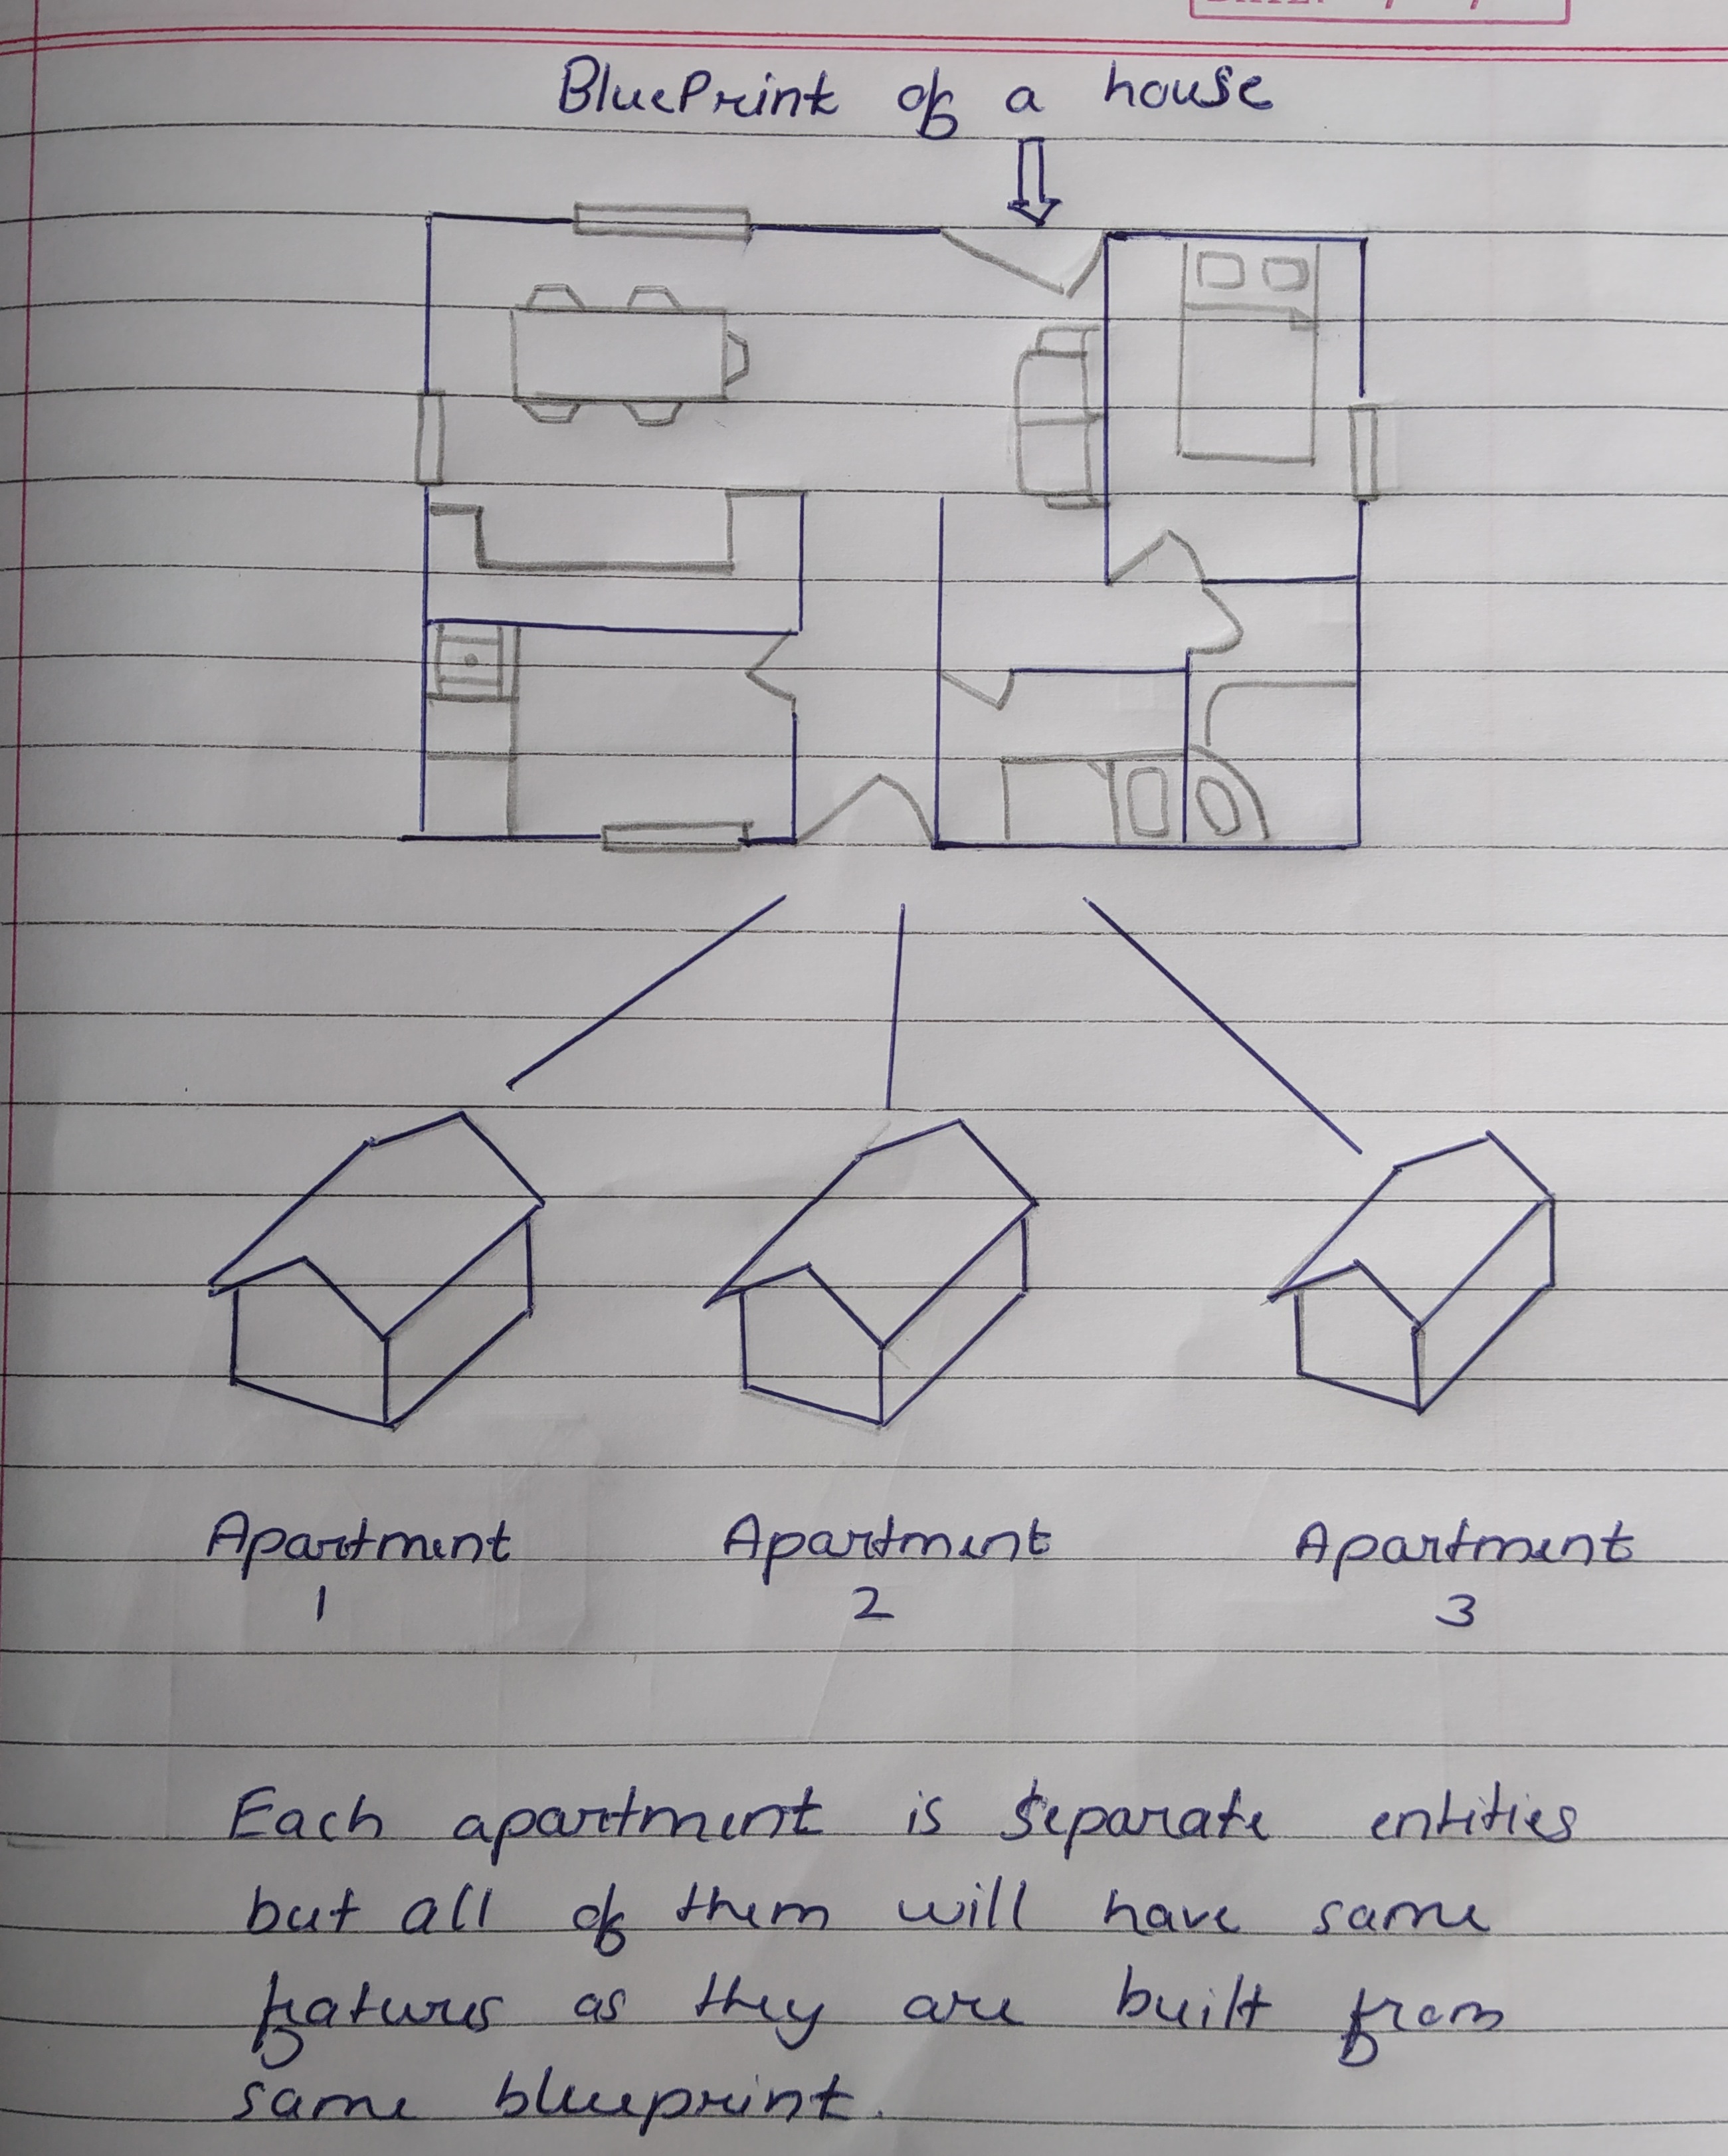 BluePrint of a house
Apartment Apartment Apartment
1 2 3
Each apartment is separate entities
but all of them will have same
features as they are built from
same blueprint.